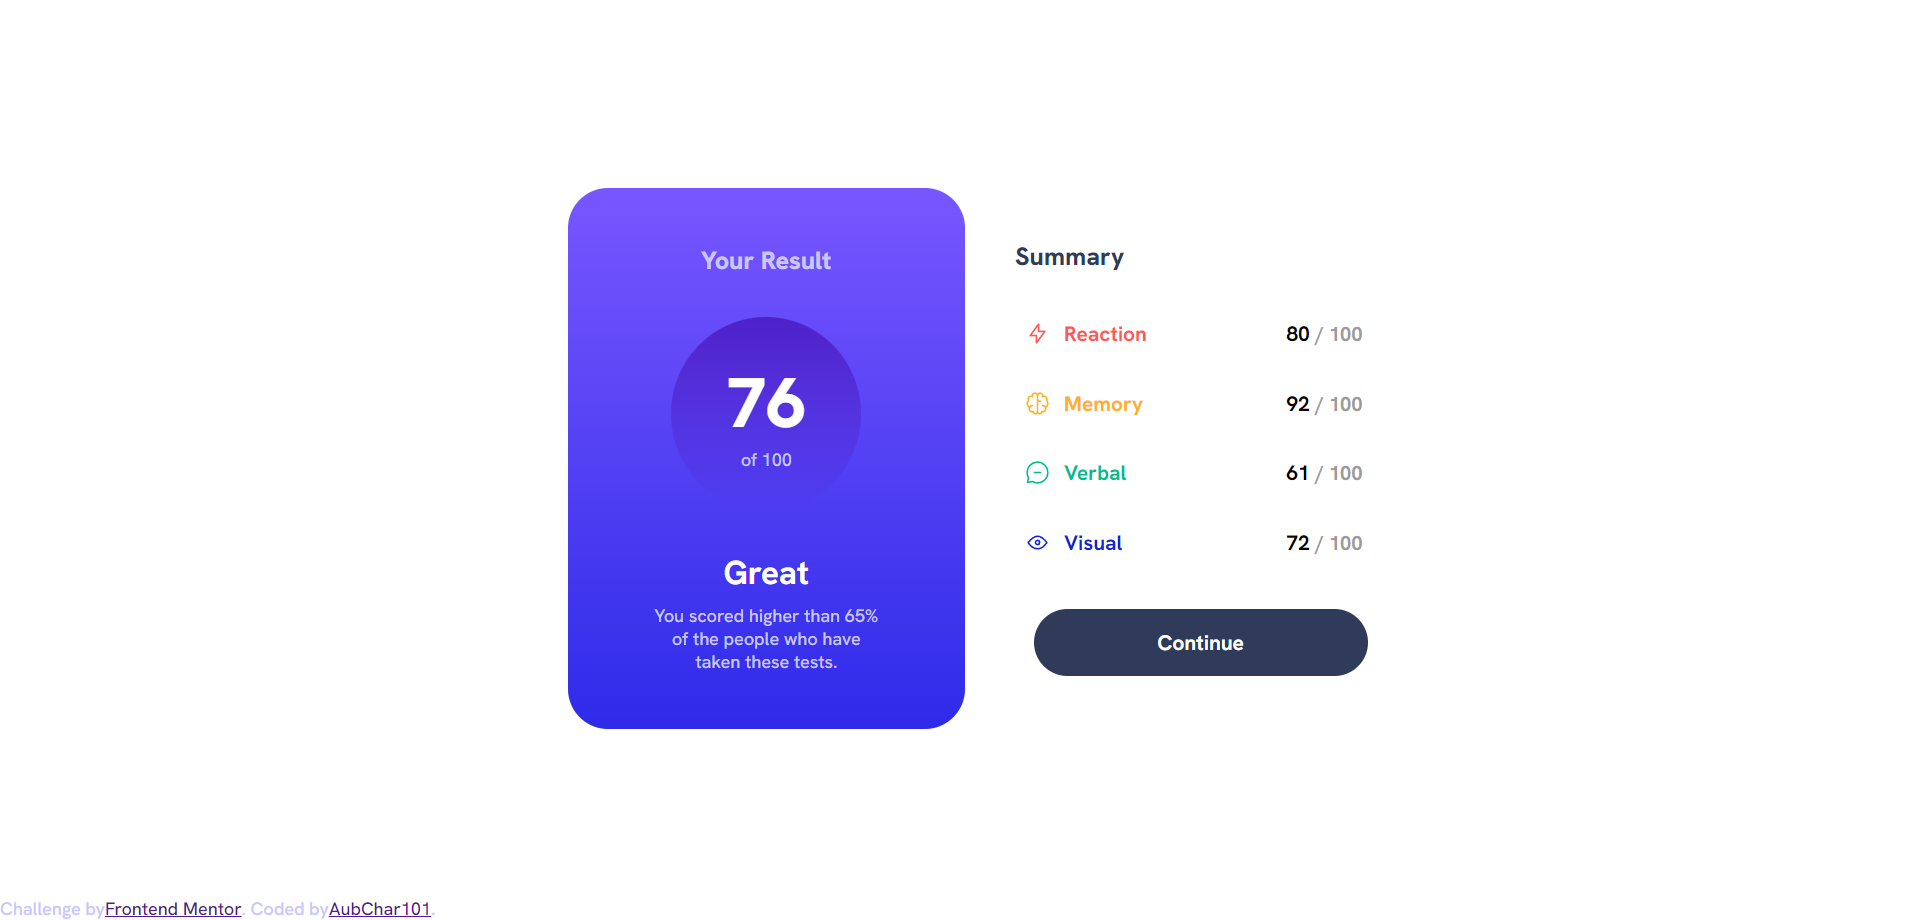 Your Result
76
of 100
Great
You scored higher than 65%
of the people who have
taken these tests.
Summary
Reaction 80 / 100
Memory 92 / 100
Verbal 61 / 100
Visual 72 / 100
Continue
Challenge byFrontend Mentor. Coded byAubChar101.